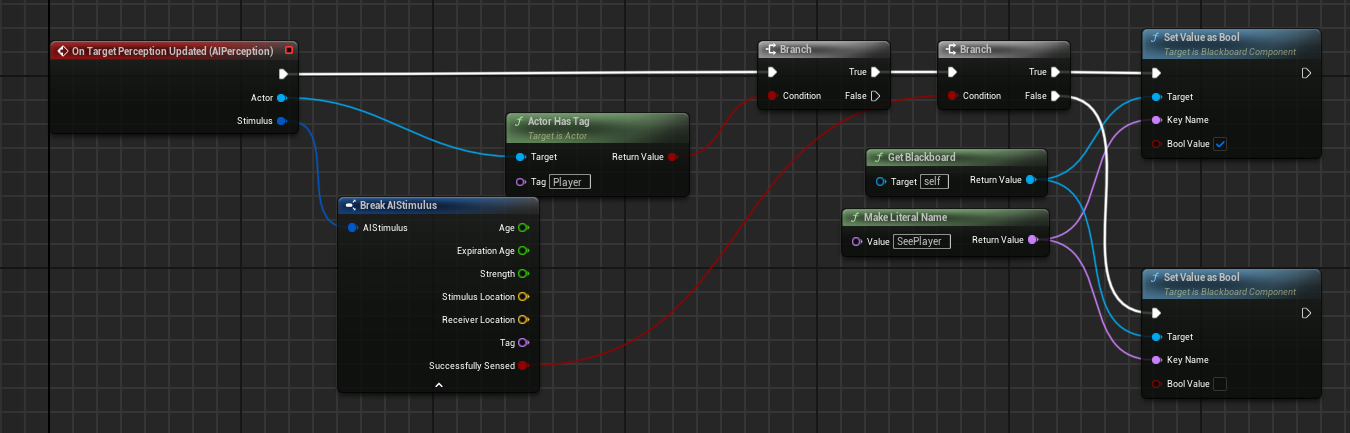 On Target Perception Updated (AIPerception)
Actor
Stimulus
Actor Has Tag
Target is Actor
Target
Return Value
Tag
Player
Break AIStimulus
AIStimulus
Age
Expiration Age
Strength
Stimulus Location
Receiver Location
Tag
Successfully Sensed
Branch
True
Condition
False
Branch
True
Condition
False
Get Blackboard
Target
self
Return Value
Make Literal Name
Value
SeePlayer
Return Value
Set Value as Bool
Target is Blackboard Component
Target
Key Name
Bool Value
Set Value as Bool
Target is Blackboard Component
Target
Key Name
Bool Value